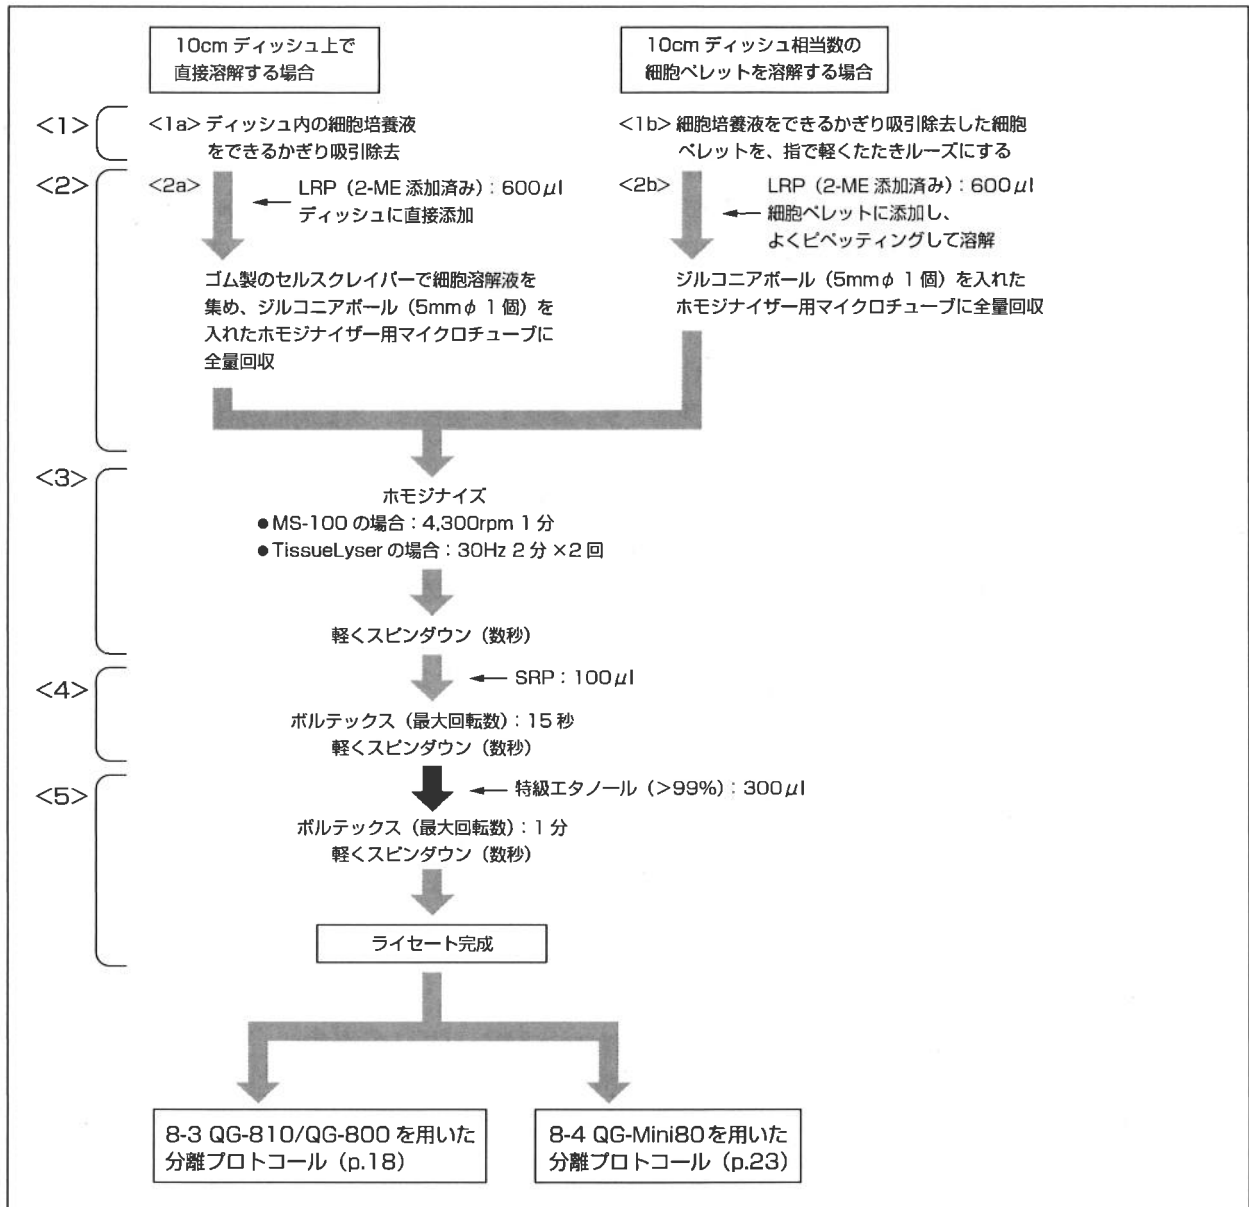 10cm ディッシュ上で
直接溶解する場合
10cm ディッシュ相当数の
細胞ペレットを溶解する場合
<1>
<1a> ディッシュ内の細胞培養液
をできるかぎり吸引除去
<1b> 細胞培養液をできるかぎり吸引除去した細胞
ペレットを、指で軽くたたきルーズにする
<2>
<2a>
LRP（2-ME 添加済み）：600μl
ディッシュに直接添加
<2b>
LRP（2-ME 添加済み）：600μl
細胞ペレットに添加し、
よくピペッティングして溶解
ゴム製のセルスクレイパーで細胞溶解液を
集め、ジルコニアボール（5mmφ 1 個）を
入れたホモジナイザー用マイクロチューブに
全量回収
ジルコニアボール（5mmφ 1 個）を入れた
ホモジナイザー用マイクロチューブに全量回収
<3>
ホモジナイズ
● MS-100 の場合：4,300rpm 1 分
● TissueLyser の場合：30Hz 2 分 ×2 回
軽くスピンダウン（数秒）
<4>
SRP：100μl
ボルテックス（最大回転数）：15 秒
軽くスピンダウン（数秒）
<5>
特級エタノール（>99%）：300μl
ボルテックス（最大回転数）：1 分
軽くスピンダウン（数秒）
ライセート完成
8-3 QG-810/QG-800 を用いた
分離プロトコール（p.18）
8-4 QG-Mini80 を用いた
分離プロトコール（p.23）